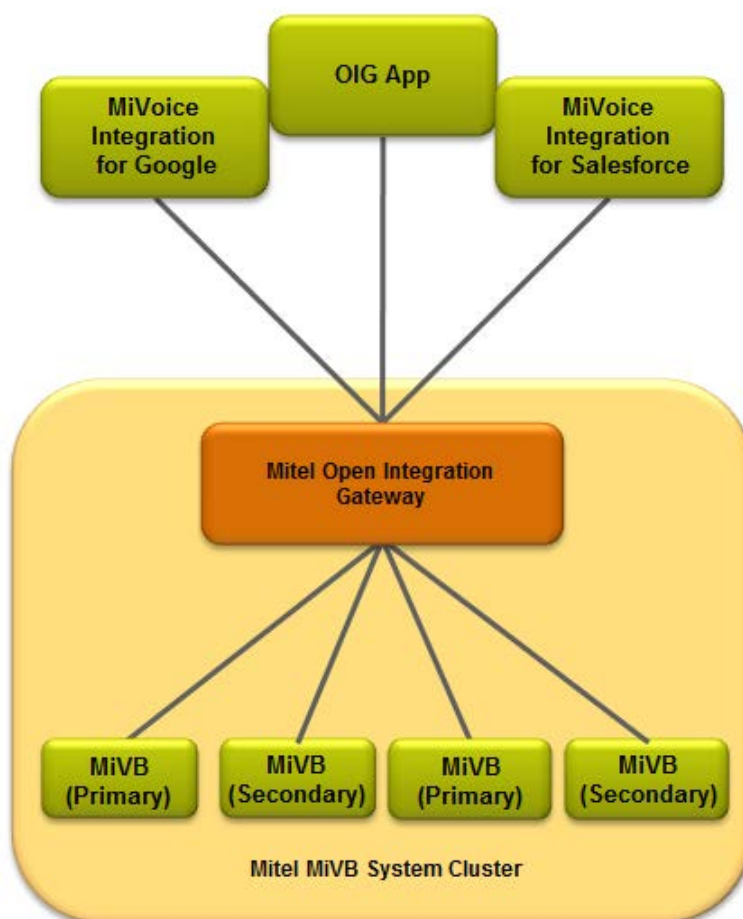 OIG App
MiVoice
Integration
for Google
MiVoice
Integration
for Salesforce
Mitel Open Integration
Gateway
MiVB
(Primary)
MiVB
(Secondary)
MiVB
(Primary)
MiVB
(Secondary)
Mitel MiVB System Cluster